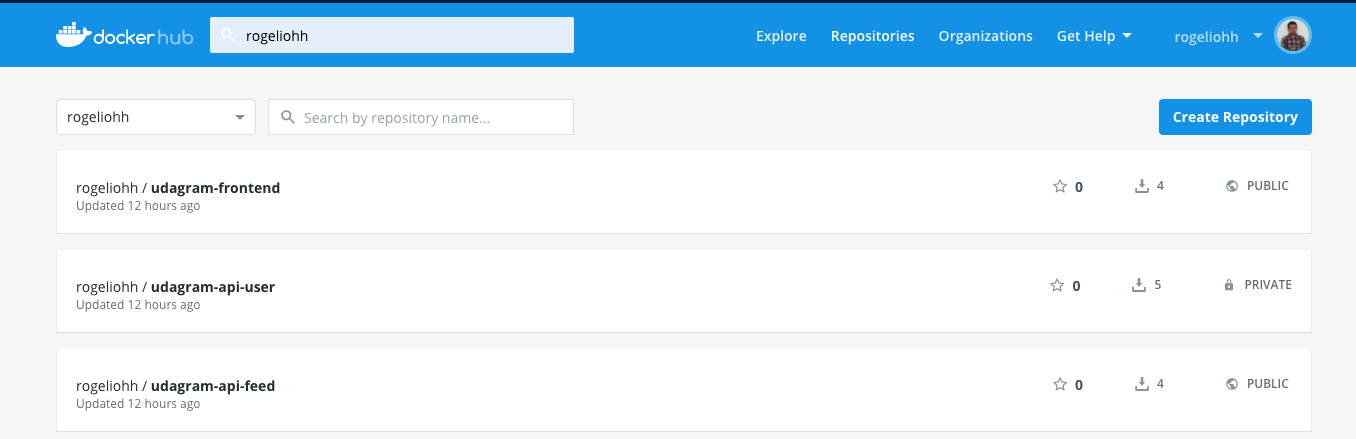 docker hub rogeliohh Explore Repositories Organizations Get Help rogeliohh
rogeliohh Search by repository name... Create Repository
rogeliohh / udagram-frontend 0 4 PUBLIC
Updated 12 hours ago
rogeliohh / udagram-api-user 0 5 PRIVATE
Updated 12 hours ago
rogeliohh / udagram-api-feed 0 4 PUBLIC
Updated 12 hours ago